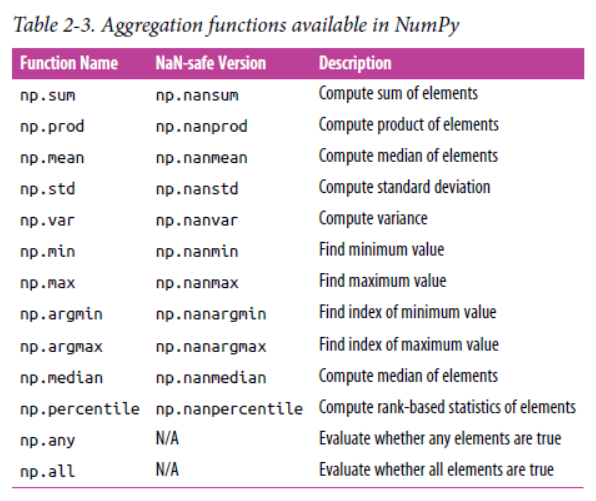 Table 2-3. Aggregation functions available in NumPy
Function Name NaN-safe Version Description
np.sum np.nansum Compute sum of elements
np.prod np.nanprod Compute product of elements
np.mean np.nanmean Compute median of elements
np.std np.nanstd Compute standard deviation
np.var np.nanvar Compute variance
np.min np.nanmin Find minimum value
np.max np.nanmax Find maximum value
np.argmin np.nanargmin Find index of minimum value
np.argmax np.nanargmax Find index of maximum value
np.median np.nanmedian Compute median of elements
np.percentile np.nanpercentile Compute rank-based statistics of elements
np.any N/A Evaluate whether any elements are true
np.all N/A Evaluate whether all elements are true